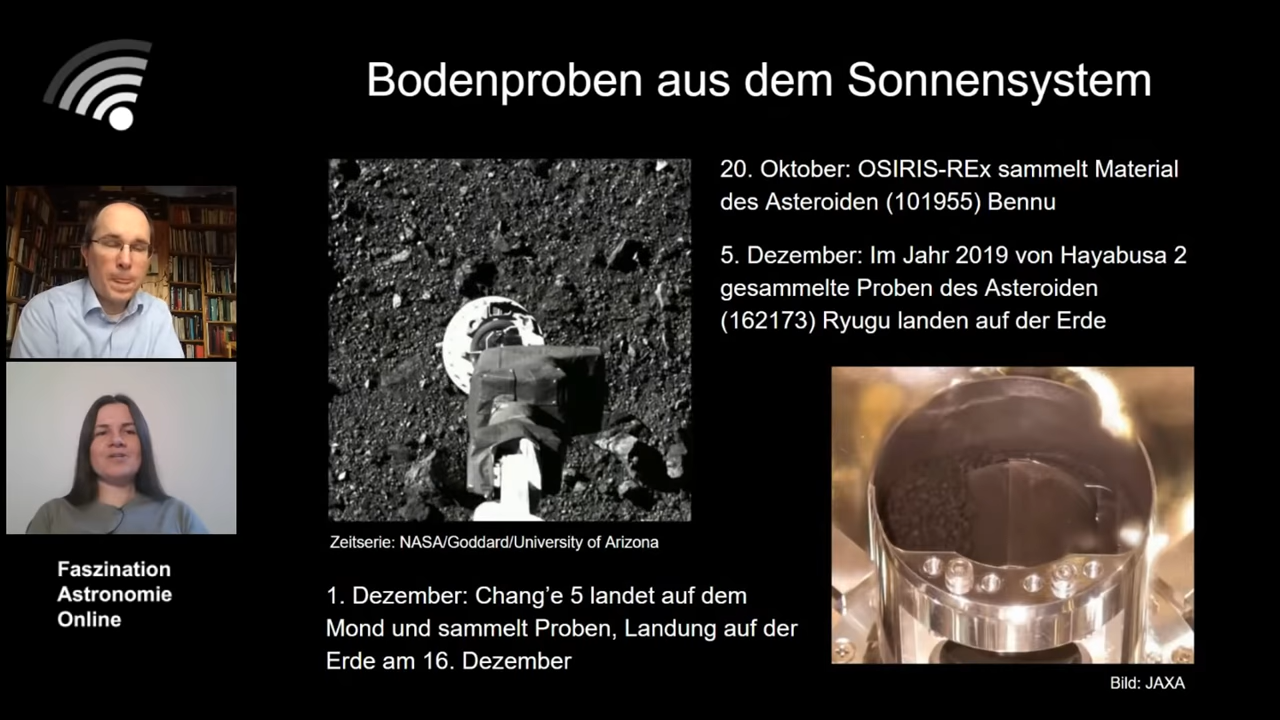 Bodenproben aus dem Sonnensystem
20. Oktober: OSIRIS-REx sammelt Material
des Asteroiden (101955) Bennu
5. Dezember: Im Jahr 2019 von Hayabusa 2
gesammelte Proben des Asteroiden
(162173) Ryugu landen auf der Erde
Zeitserie: NASA/Goddard/University of Arizona
1. Dezember: Chang’e 5 landet auf dem
Mond und sammelt Proben, Landung auf der
Erde am 16. Dezember
Bild: JAXA
Faszination
Astronomie
Online